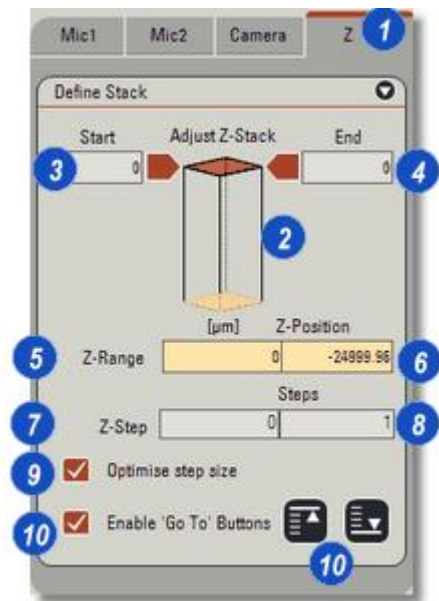 Mic1 Mic2 Camera Z 1
Define Stack
Start Adjust Z-Stack End
3 0 0 4
2
[µm] Z-Position
5 Z-Range 0 -24999.96 6
Steps
7 Z-Step 0 1 8
9 Optimise step size
10 Enable 'Go To' Buttons
10